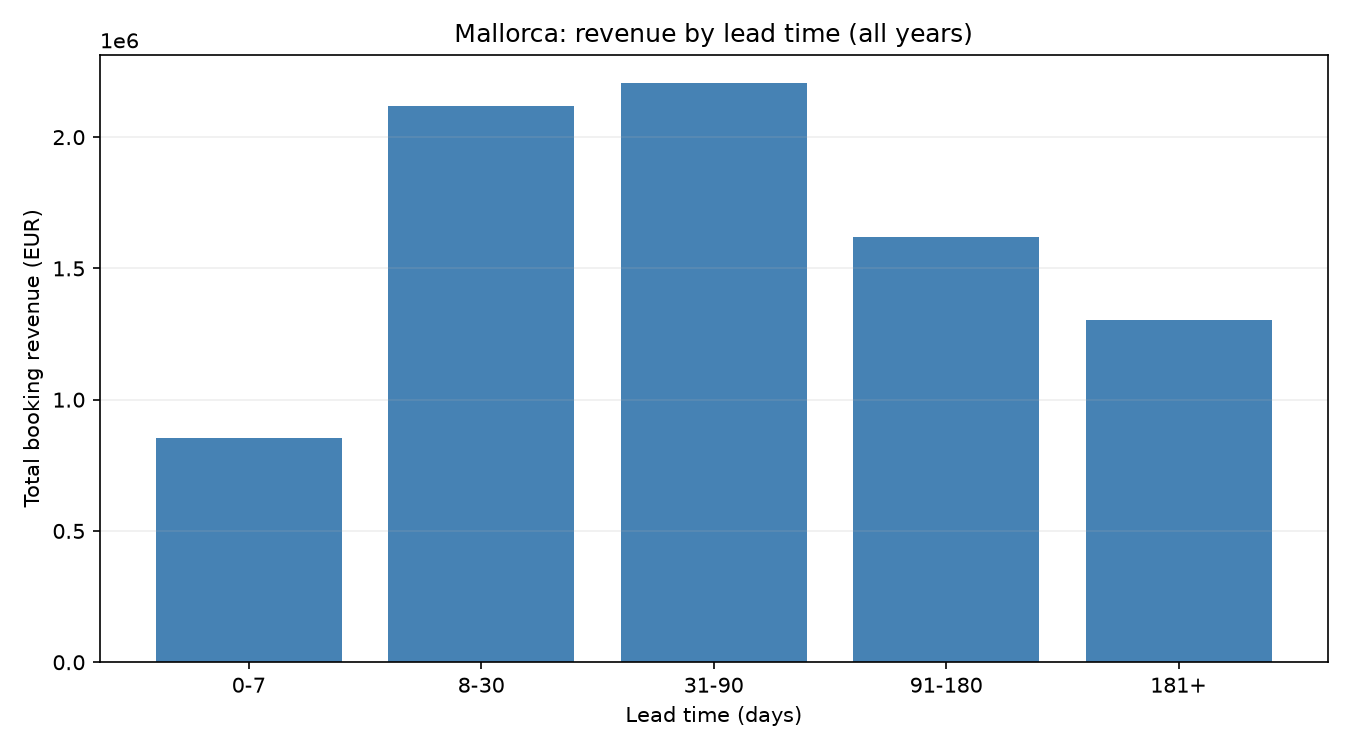 Mallorca: revenue by lead time (all years)
1e6
Total booking revenue (EUR)
2.0
1.5
1.0
0.5
0.0
0-7 8-30 31-90 91-180 181+
Lead time (days)